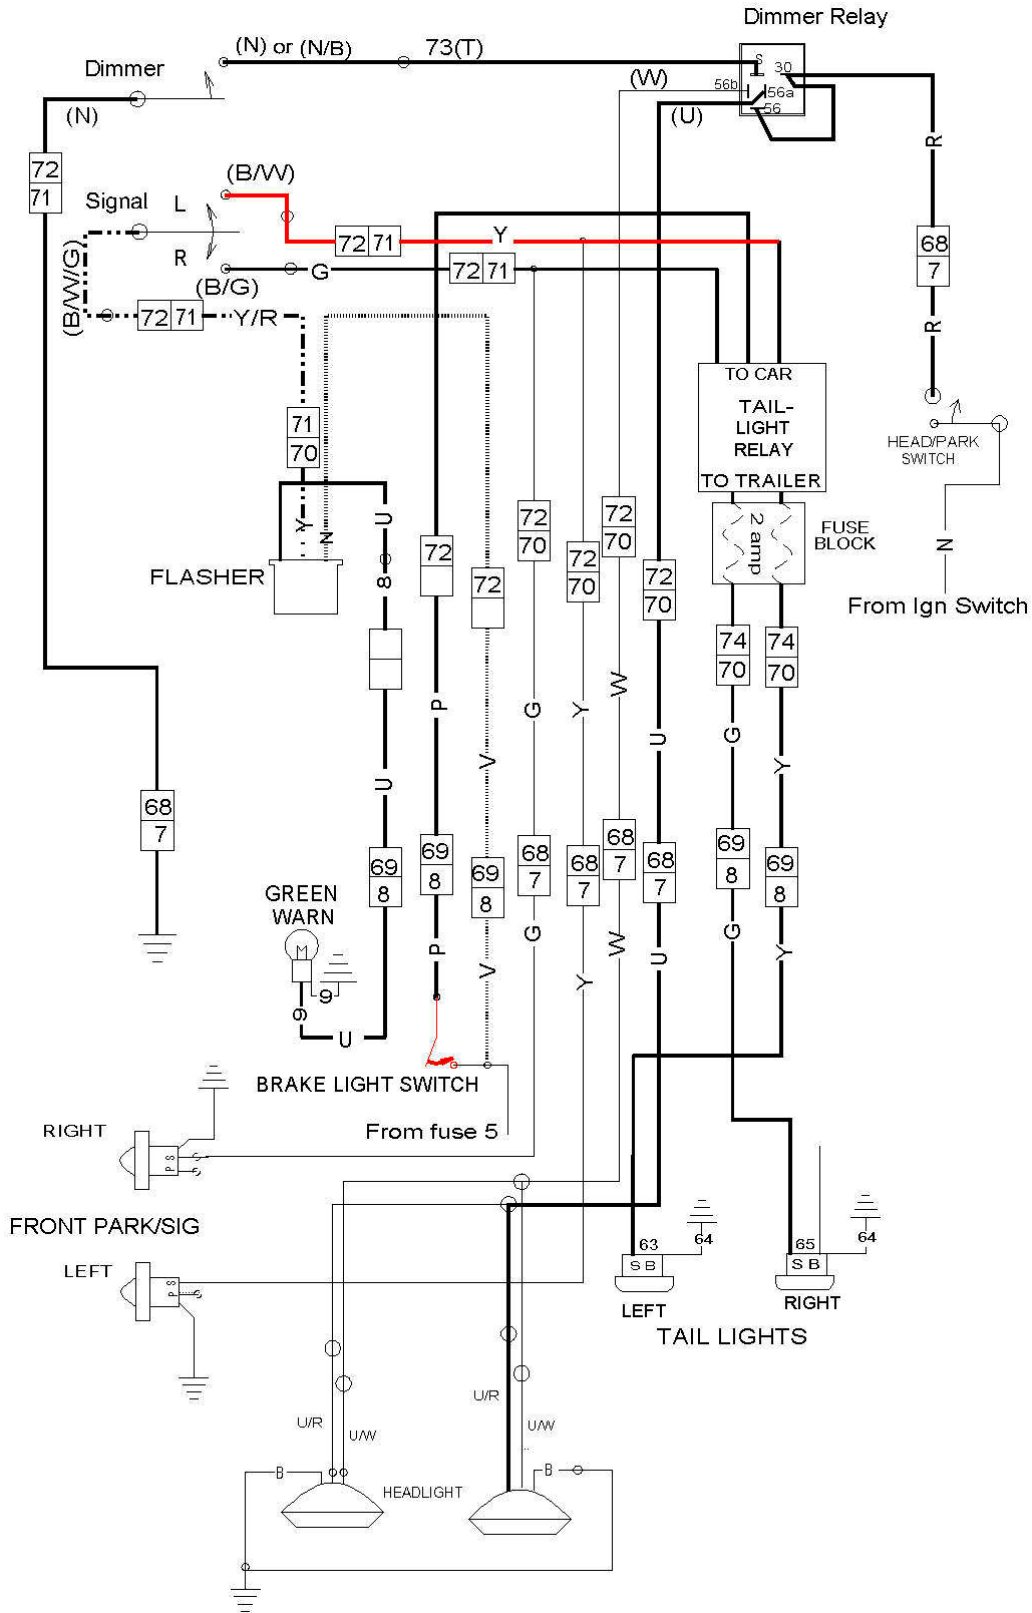 Dimmer Relay
(N) or (N/B)
73(T)
S
30
56b
56a
56
(W)
(U)
Dimmer
(N)
72
71
R
Signal
L
R
(B/W)
72 71
Y
(B/G)
G
72 71
(B/W/G)
72 71
Y/R
68
7
R
TO CAR
TAIL-
LIGHT
RELAY
TO TRAILER
HEAD/PARK
SWITCH
71
70
Y
N
U
8
FLASHER
72
72
72
70
72
70
72
70
72
70
2 amp
FUSE
BLOCK
N
From Ign Switch
74
70
74
70
P
V
G
Y
W
U
G
Y
U
68
7
69
8
69
8
69
8
68
7
68
7
68
7
68
7
69
8
69
8
GREEN
WARN
M
9
9
U
P
V
G
Y
W
U
G
Y
BRAKE LIGHT SWITCH
From fuse 5
RIGHT
P S
FRONT PARK/SIG
LEFT
P S
63
S B
64
LEFT
65
S B
64
RIGHT
TAIL LIGHTS
U/R
U/W
U/R
U/W
B
HEADLIGHT
B